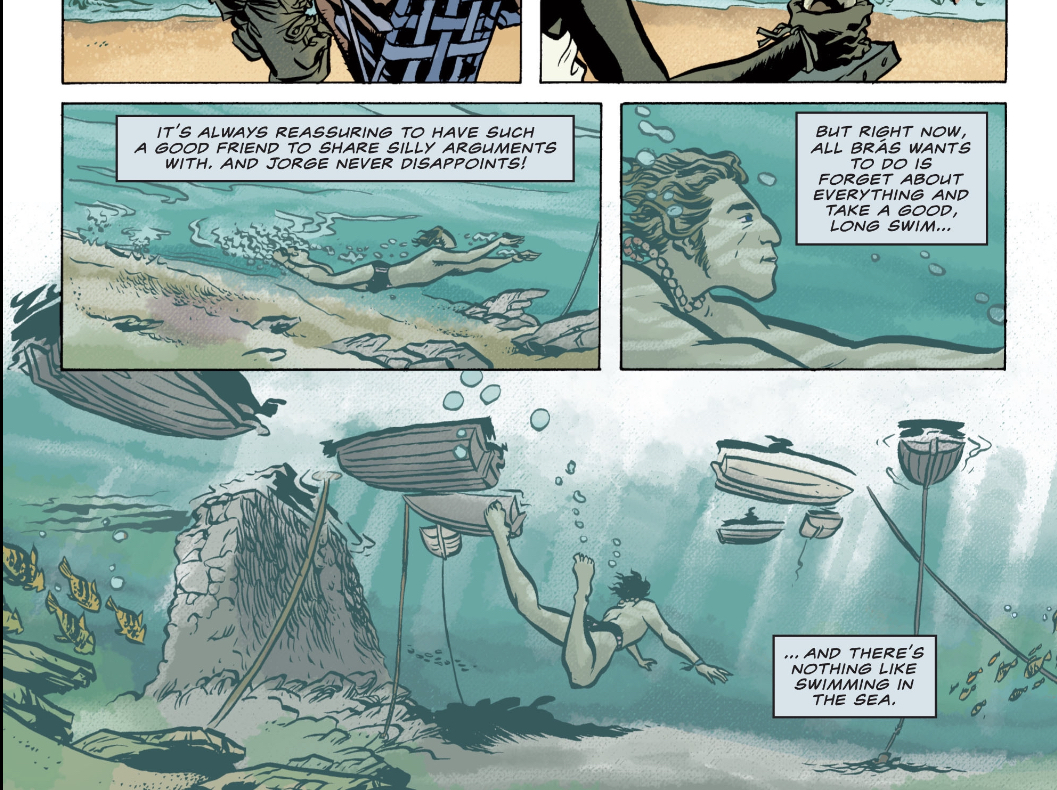 IT'S ALWAYS REASSURING TO HAVE SUCH
A GOOD FRIEND TO SHARE SILLY ARGUMENTS
WITH. AND JORGE NEVER DISAPPOINTS!
BUT RIGHT NOW,
ALL BRÁS WANTS
TO DO IS
FORGET ABOUT
EVERYTHING AND
TAKE A GOOD,
LONG SWIM...
... AND THERE'S
NOTHING LIKE
SWIMMING IN
THE SEA.